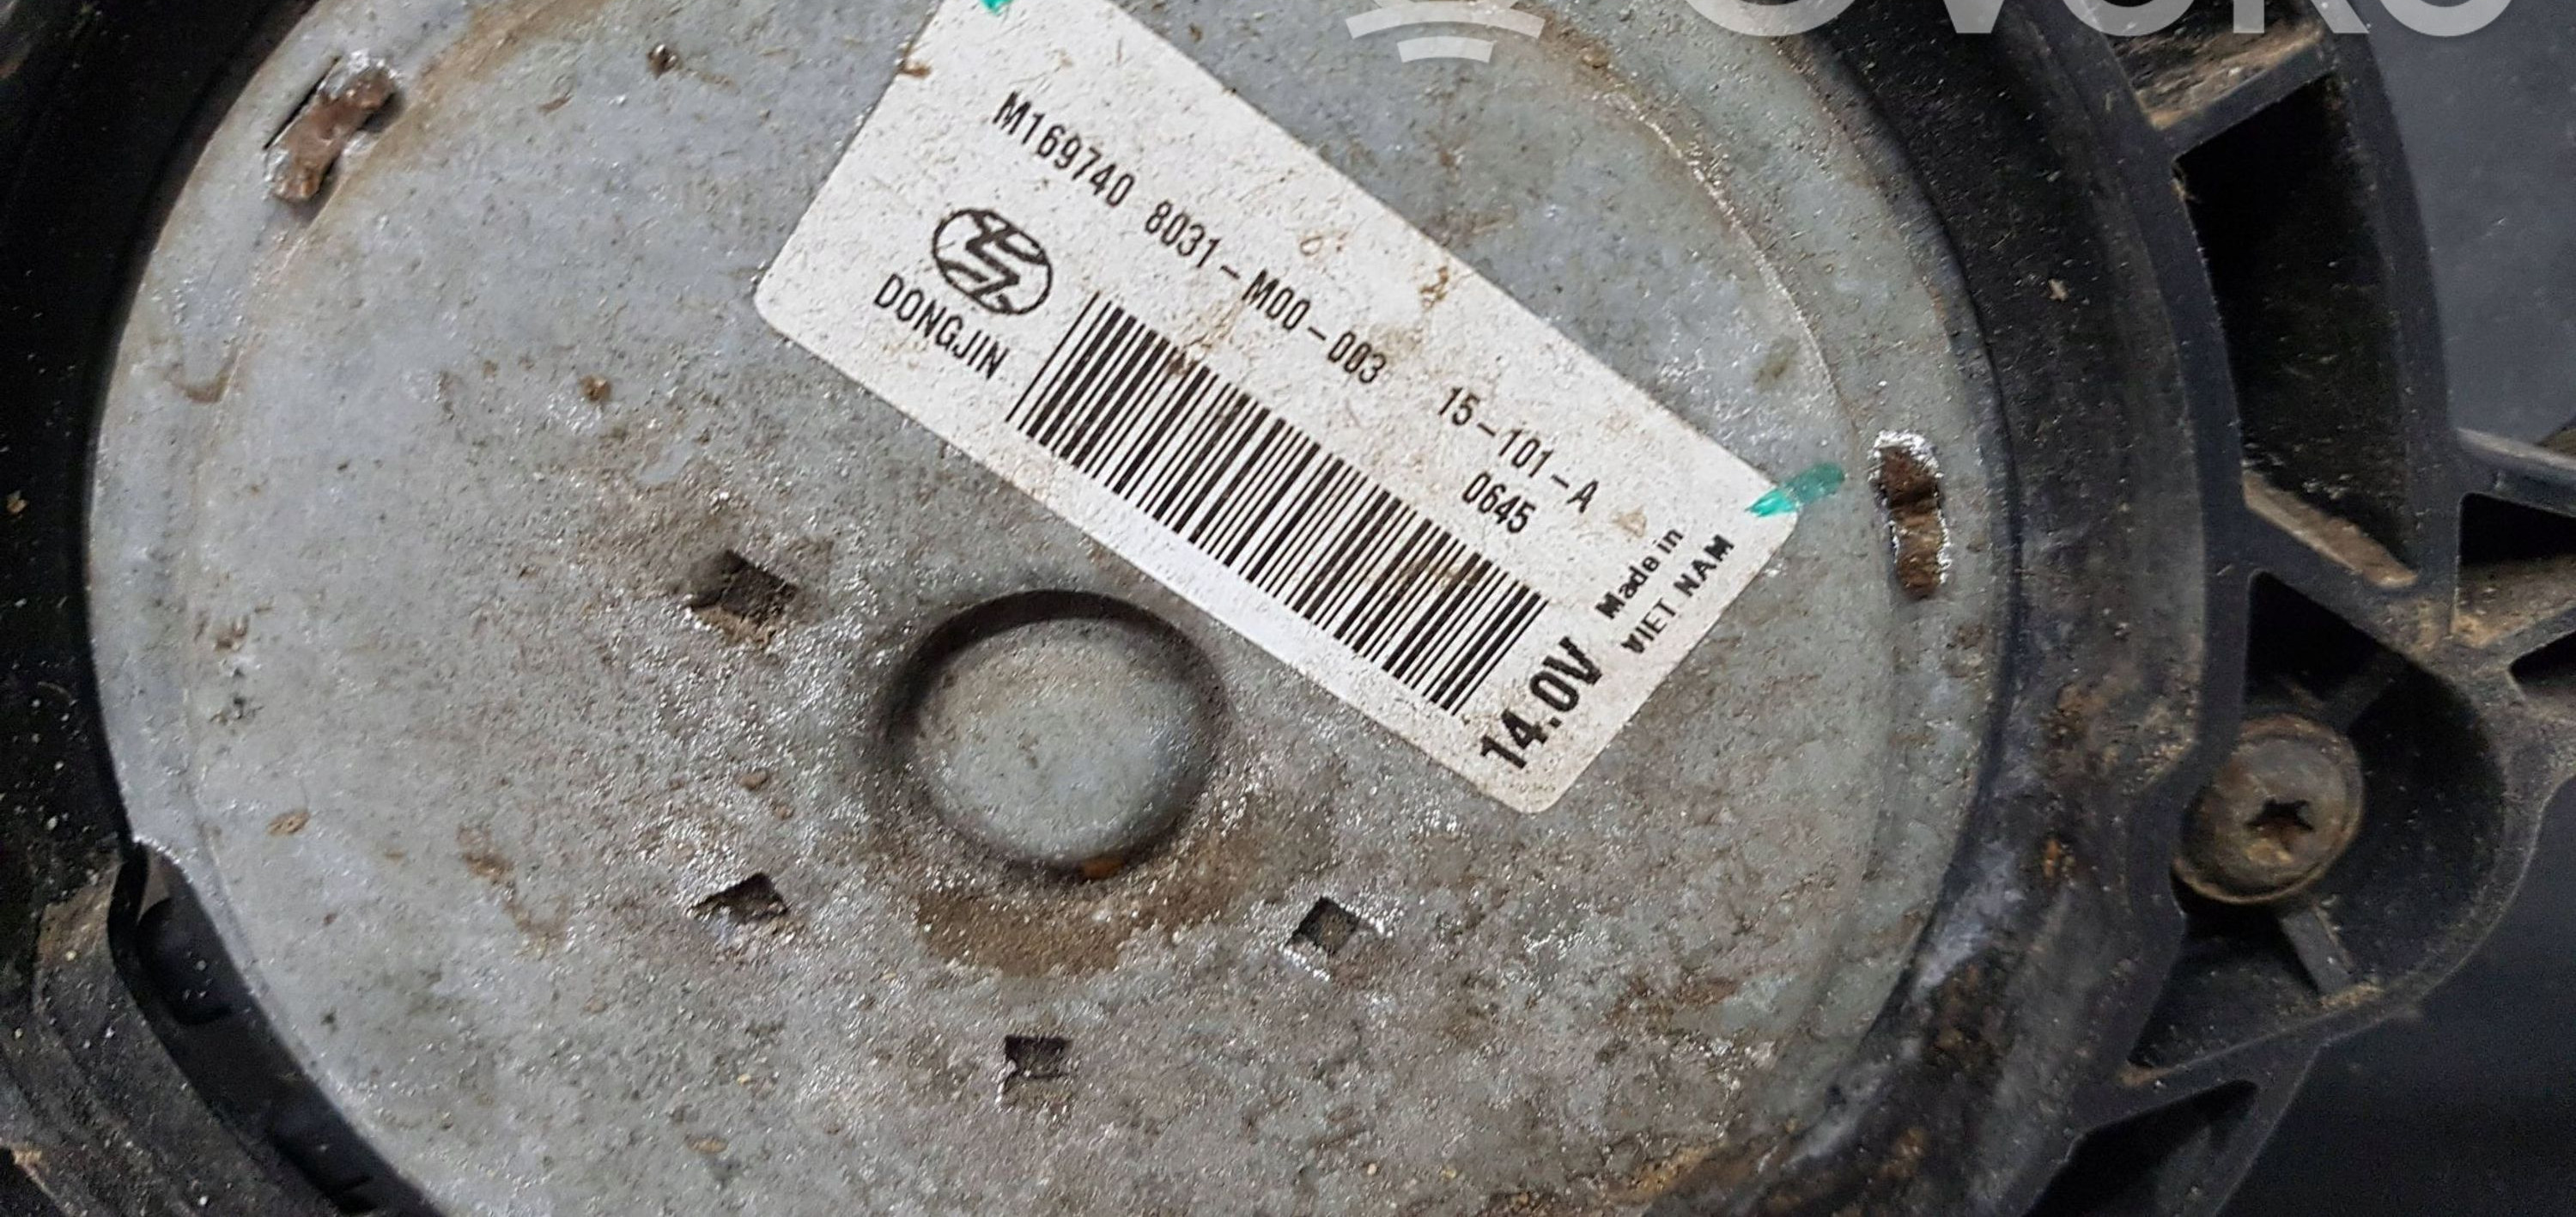 M169740 8031-M00-003 15-101-A
0645
DONGJIN
14.0V
Made in
VIET NAM